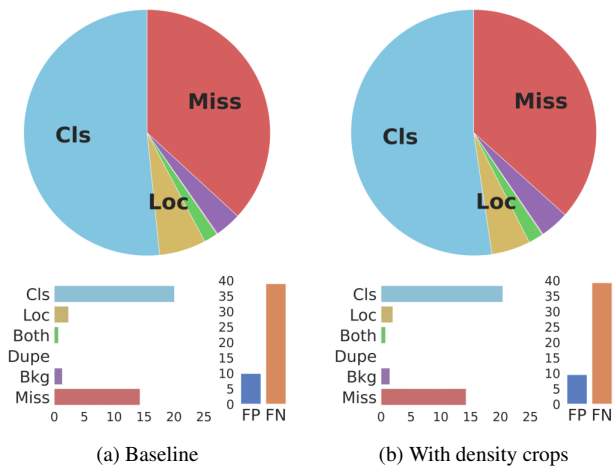 Miss
Cls
Loc
Miss
Cls
Loc
Cls
Loc
Both
Dupe
Bkg
Miss
0 5 10 15 20 25
40
35
30
25
20
15
10
5
0
FP FN
Cls
Loc
Both
Dupe
Bkg
Miss
0 5 10 15 20 25
40
35
30
25
20
15
10
5
0
FP FN
(a) Baseline
(b) With density crops